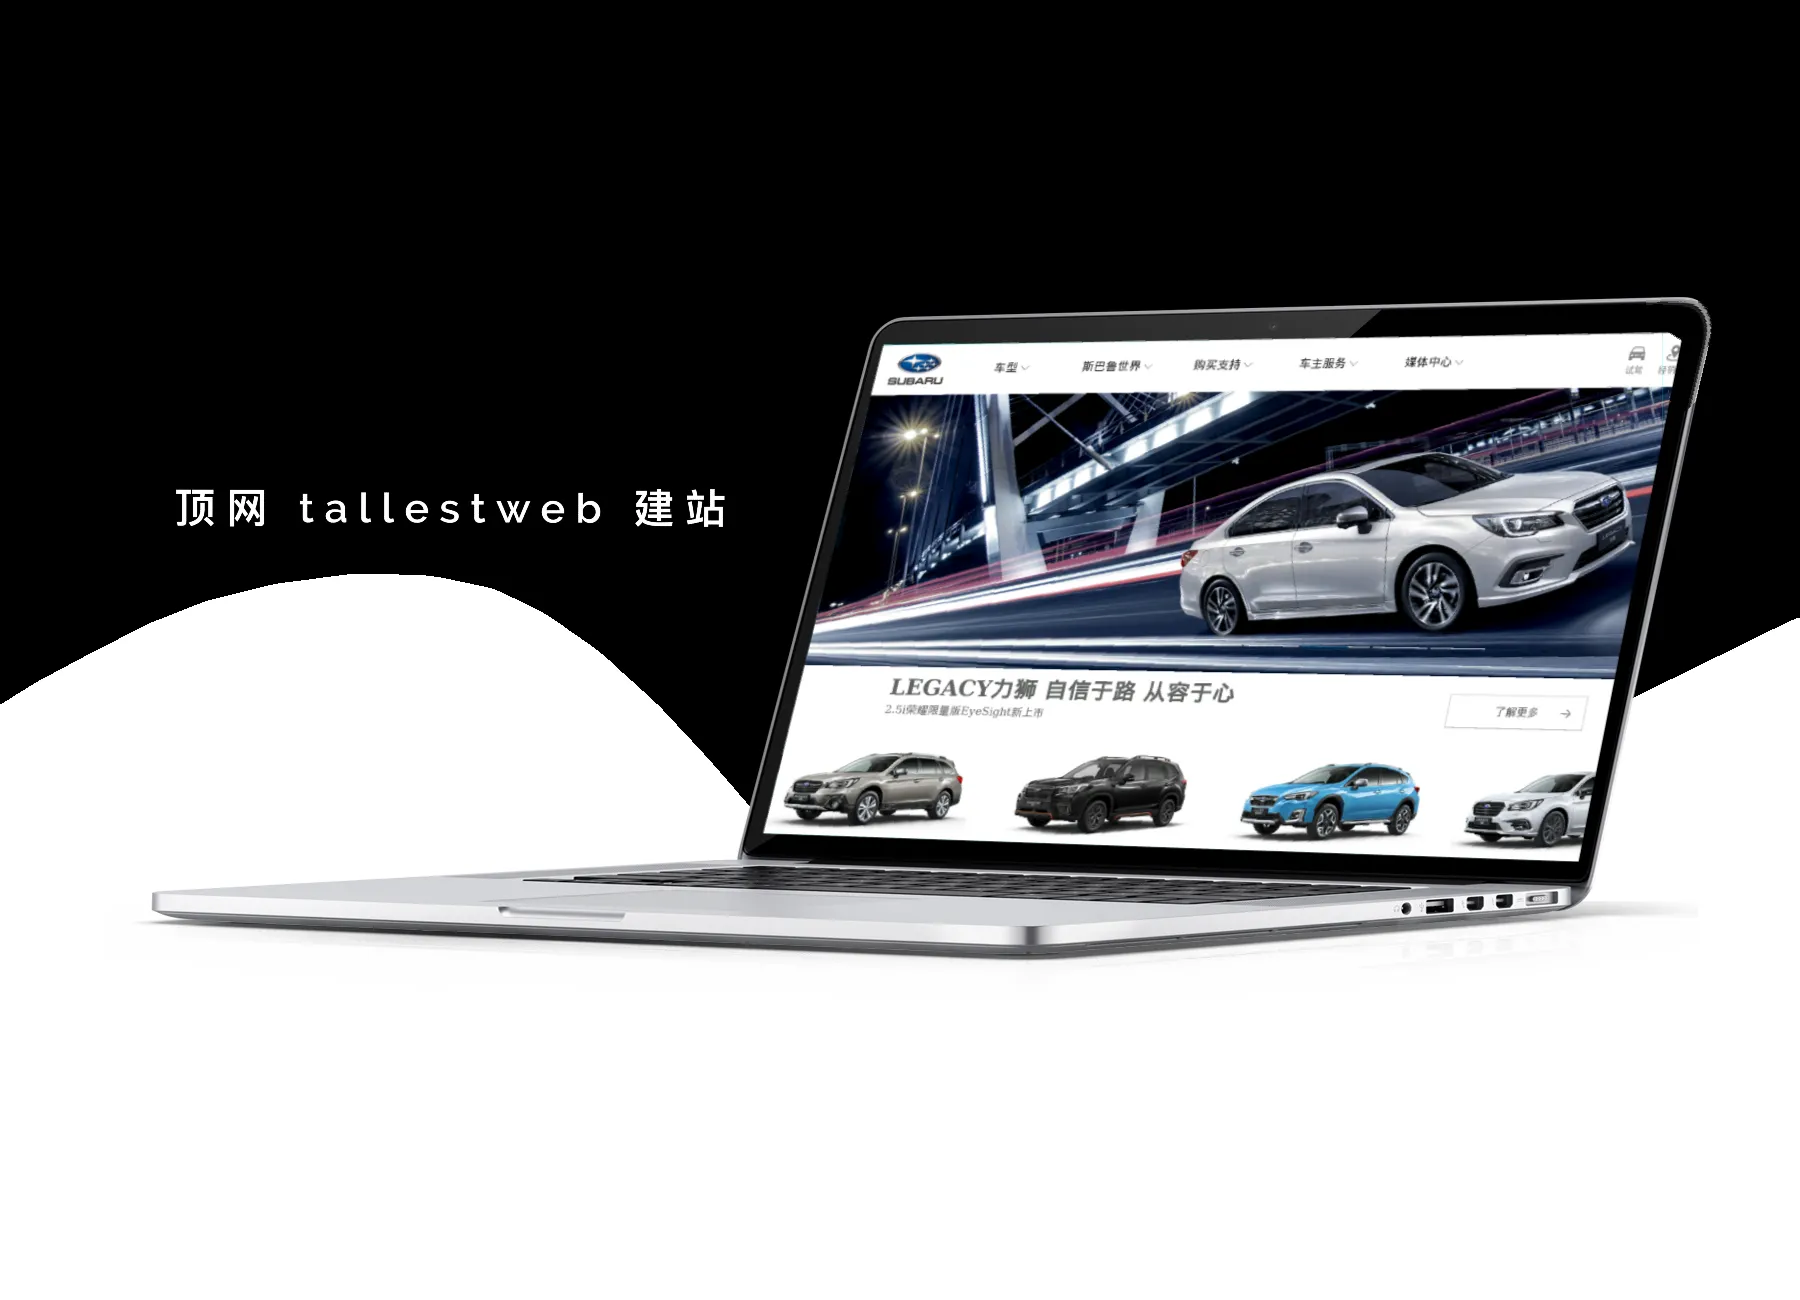 顶网 tallestweb 建站
SUBARU
车型
斯巴鲁世界
购买支持
车主服务
媒体中心
试驾
LEGACY力狮 自信于路 从容于心
2.5i荣耀限量版EyeSight新上市
了解更多